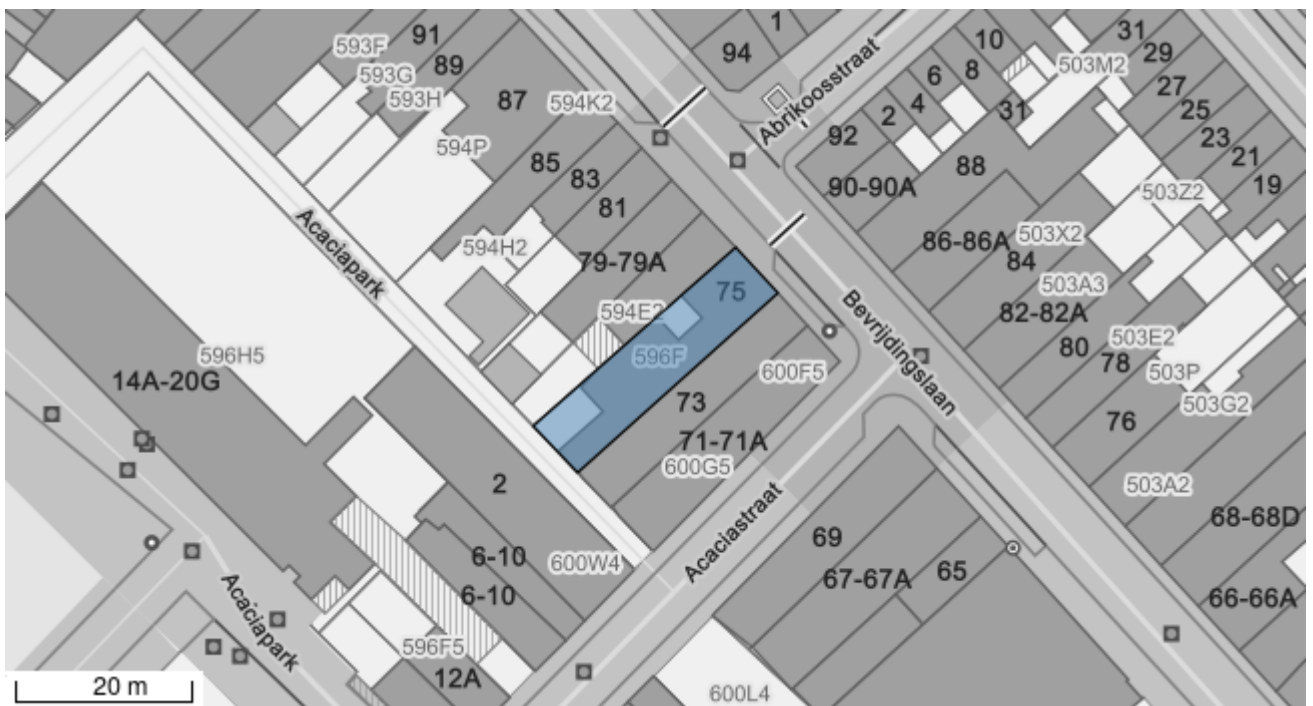 1
91
94
10
31
593F
29
89
593G
503M2
6
8
27
593H
87
594K2
Abrikoosstraat
4
2
31
25
92
23
594P
85
88
21
83
90-90A
19
503Z2
81
Acaciapark
594H2
86-86A
503X2
79-79A
84
503A3
75
594E2
Bevrijdingslaan
82-82A
503E2
596H5
596F
80
78
14A-20G
600F5
503P
73
503G2
76
71-71A
600G5
2
503A2
Acaciastraat
68-68D
69
6-10
600W4
65
67-67A
6-10
66-66A
Acaciapark
596F5
12A
20 m
600L4